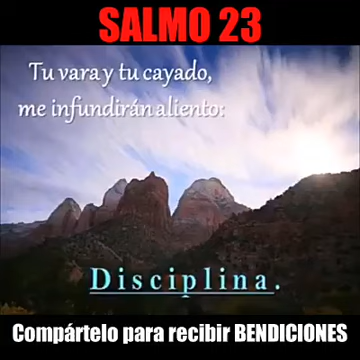 SALMO 23
Tu vara y tu cayado,
me infundirán aliento:
Disciplina.
Compártelo para recibir BENDICIONES